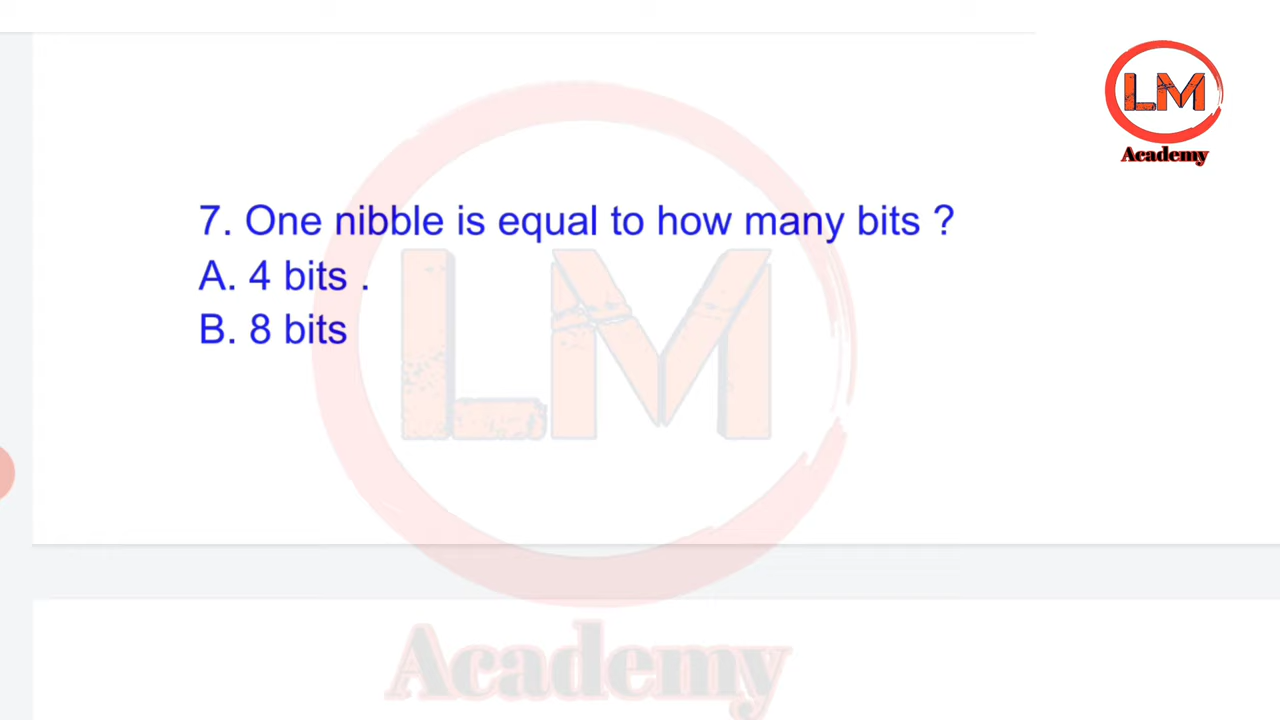 LM
Academy
7. One nibble is equal to how many bits ?
A. 4 bits .
B. 8 bits
LM
Academy